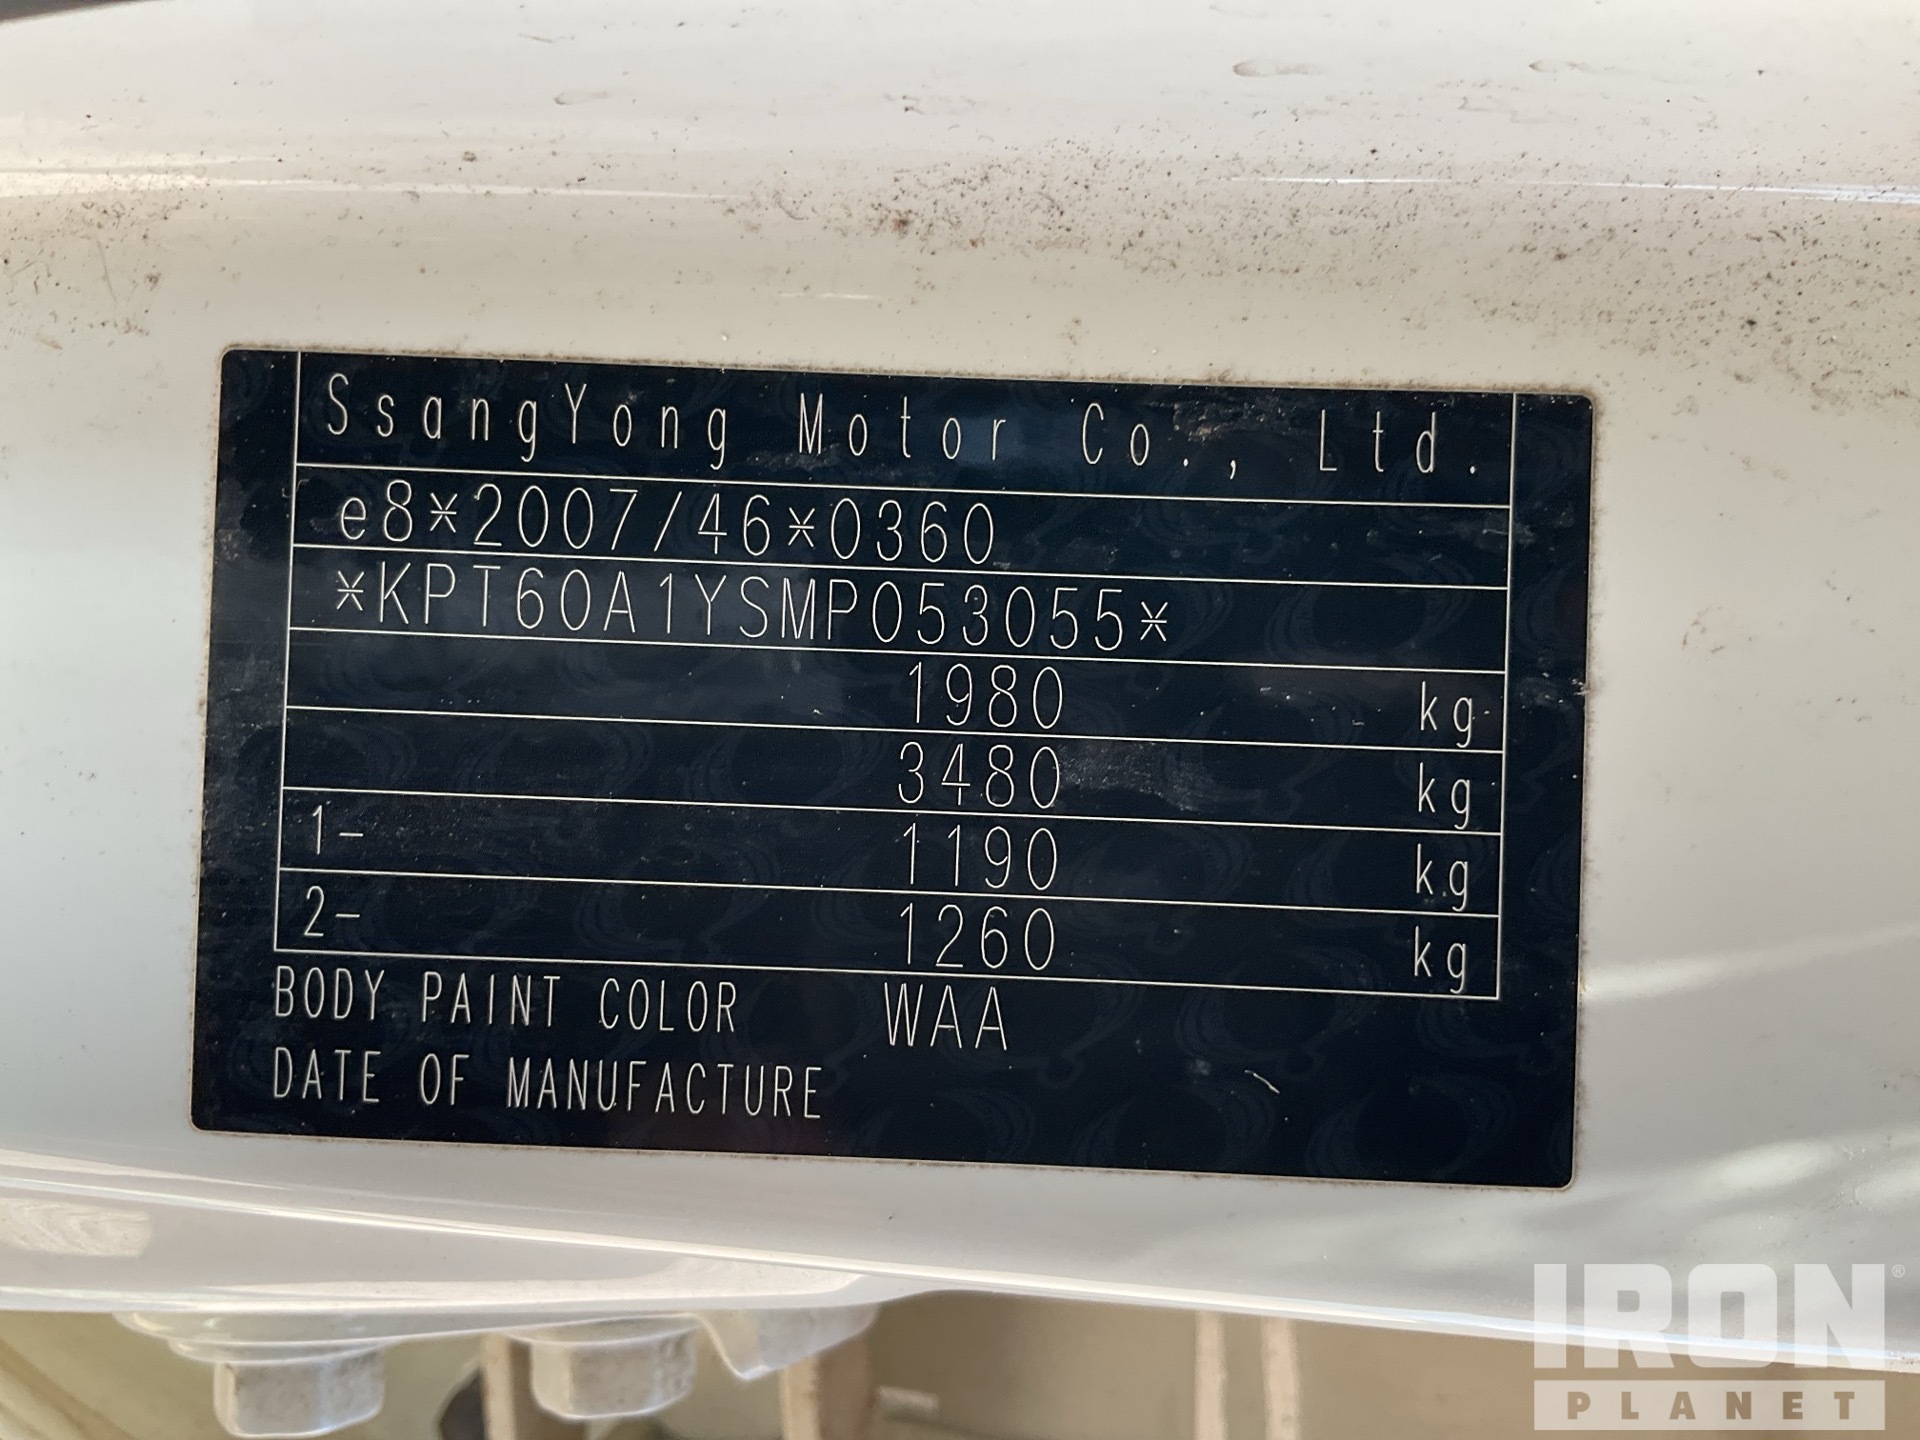 SsangYong Motor Co., Ltd.
e8*2007/46*0360
*KPT60A1YSMP053055*
1980 kg
3480 kg
1- 1190 kg
2- 1260 kg
BODY PAINT COLOR WAA
DATE OF MANUFACTURE
IRON®
PLANET